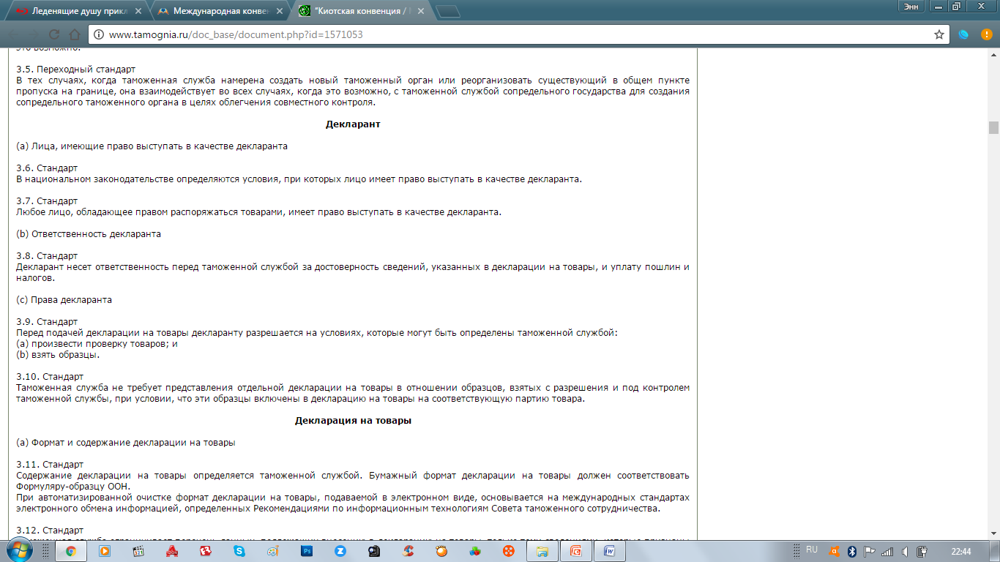 Леденящие душу прикл
Международная конвен
"Киотская конвенция / М
Энн
www.tamognia.ru/doc_base/document.php?id=1571053
это возможно.
3.5. Переходный стандарт
В тех случаях, когда таможенная служба намерена создать новый таможенный орган или реорганизовать существующий в общем пункте
пропуска на границе, она взаимодействует во всех случаях, когда это возможно, с таможенной службой сопредельного государства для создания
сопредельного таможенного органа в целях облегчения совместного контроля.
Декларант
(a) Лица, имеющие право выступать в качестве декларанта
3.6. Стандарт
В национальном законодательстве определяются условия, при которых лицо имеет право выступать в качестве декларанта.
3.7. Стандарт
Любое лицо, обладающее правом распоряжаться товарами, имеет право выступать в качестве декларанта.
(b) Ответственность декларанта
3.8. Стандарт
Декларант несет ответственность перед таможенной службой за достоверность сведений, указанных в декларации на товары, и уплату пошлин и
налогов.
(c) Права декларанта
3.9. Стандарт
Перед подачей декларации на товары декларанту разрешается на условиях, которые могут быть определены таможенной службой:
(a) произвести проверку товаров; и
(b) взять образцы.
3.10. Стандарт
Таможенная служба не требует представления отдельной декларации на товары в отношении образцов, взятых с разрешения и под контролем
таможенной службы, при условии, что эти образцы включены в декларацию на товары на соответствующую партию товара.
Декларация на товары
(a) Формат и содержание декларации на товары
3.11. Стандарт
Содержание декларации на товары определяется таможенной службой. Бумажный формат декларации на товары должен соответствовать
Формуляру-образцу ООН.
При автоматизированной очистке формат декларации на товары, подаваемой в электронном виде, основывается на международных стандартах
электронного обмена информацией, определенных Рекомендациями по информационным технологиям Совета таможенного сотрудничества.
3.12. Стандарт
RU
22:44